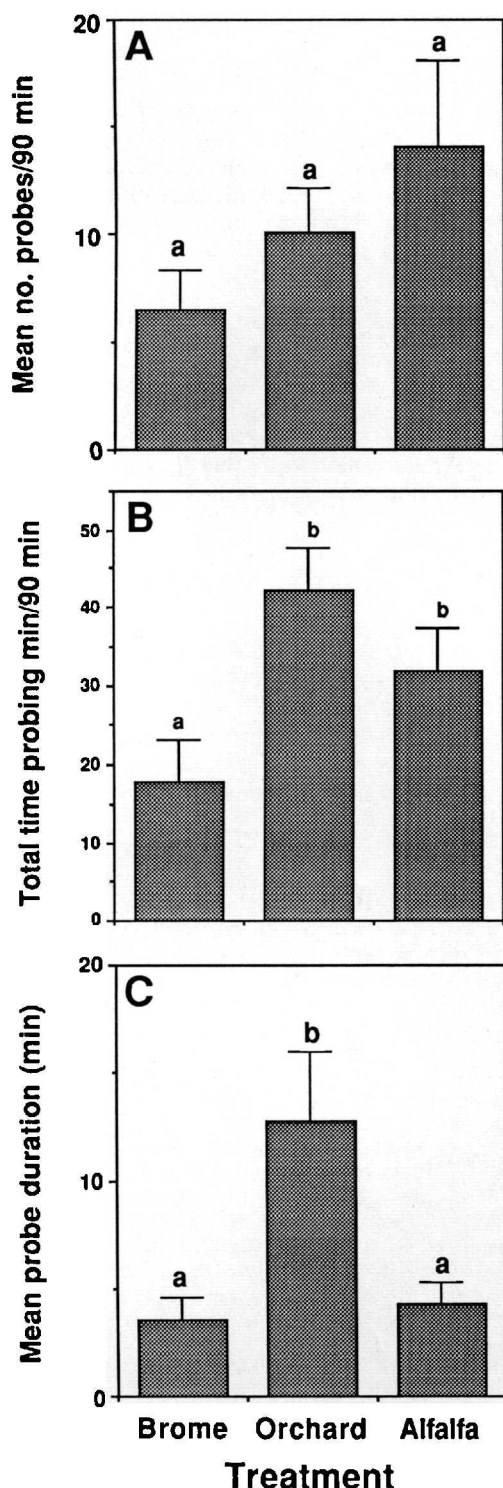 A
Mean no. probes/90 min
20
10
0
a
a
a
B
Total time probing min/90 min
50
40
30
20
10
0
a
b
b
C
Mean probe duration (min)
20
10
0
a
b
a
Brome Orchard Alfalfa
Treatment